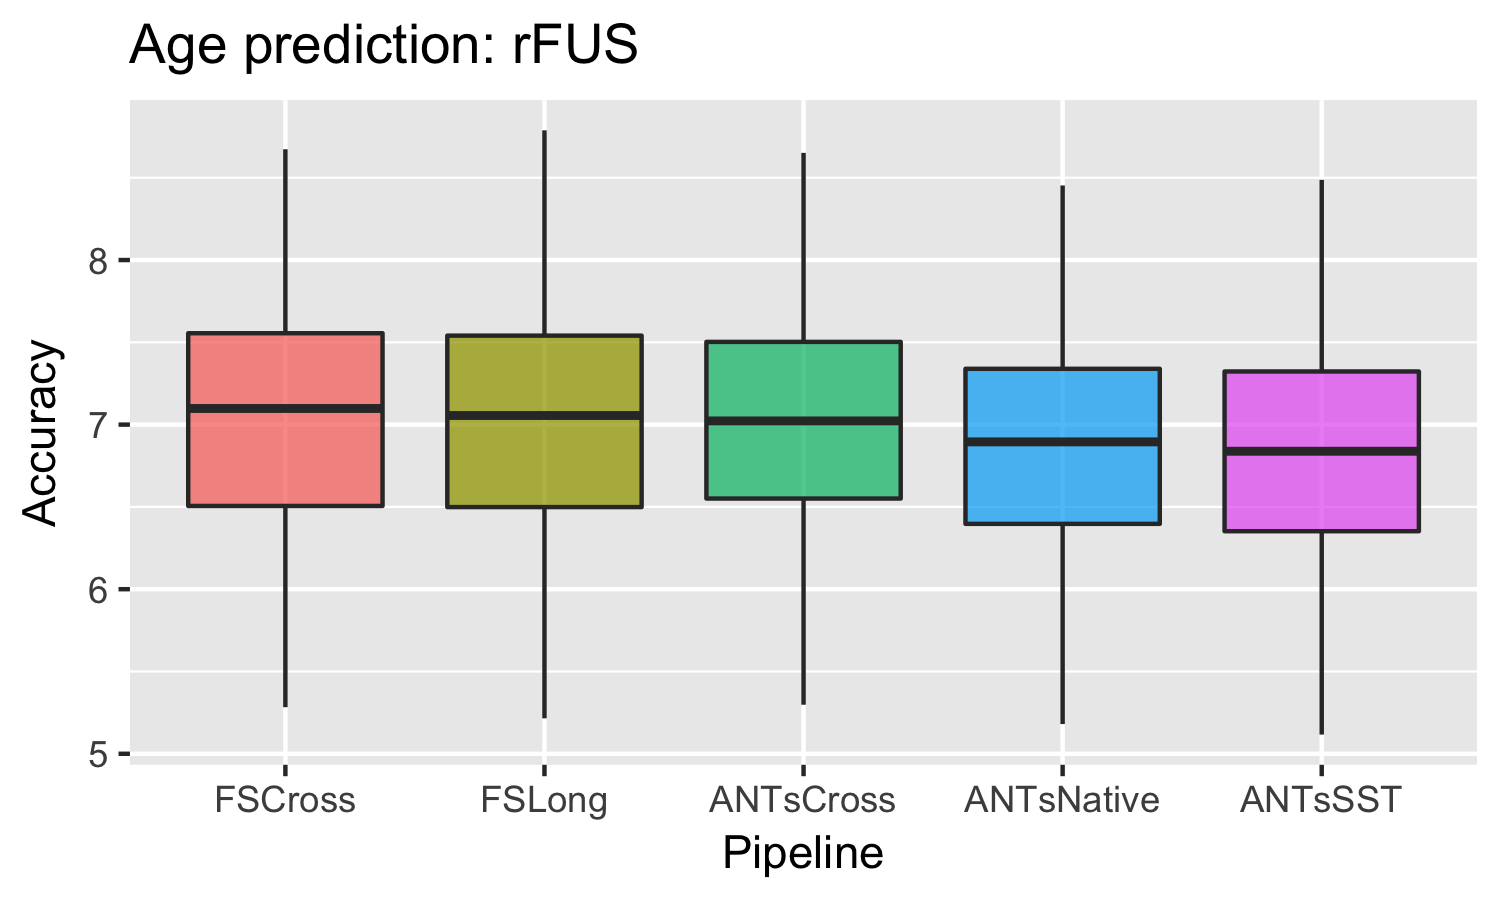 Age prediction: rFUS
Accuracy
8
7
6
5
FSCross FSLong ANTsCross ANTsNative ANTsSST
Pipeline